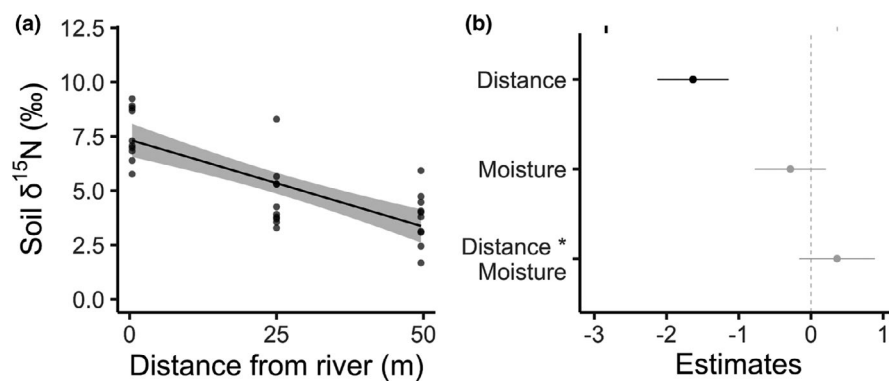 (a)
12.5
10.0
7.5
5.0
2.5
0.0
Soil δ¹⁵N (‰)
0
25
50
Distance from river (m)
(b)
Distance
Moisture
Distance *
Moisture
-3
-2
-1
0
1
Estimates